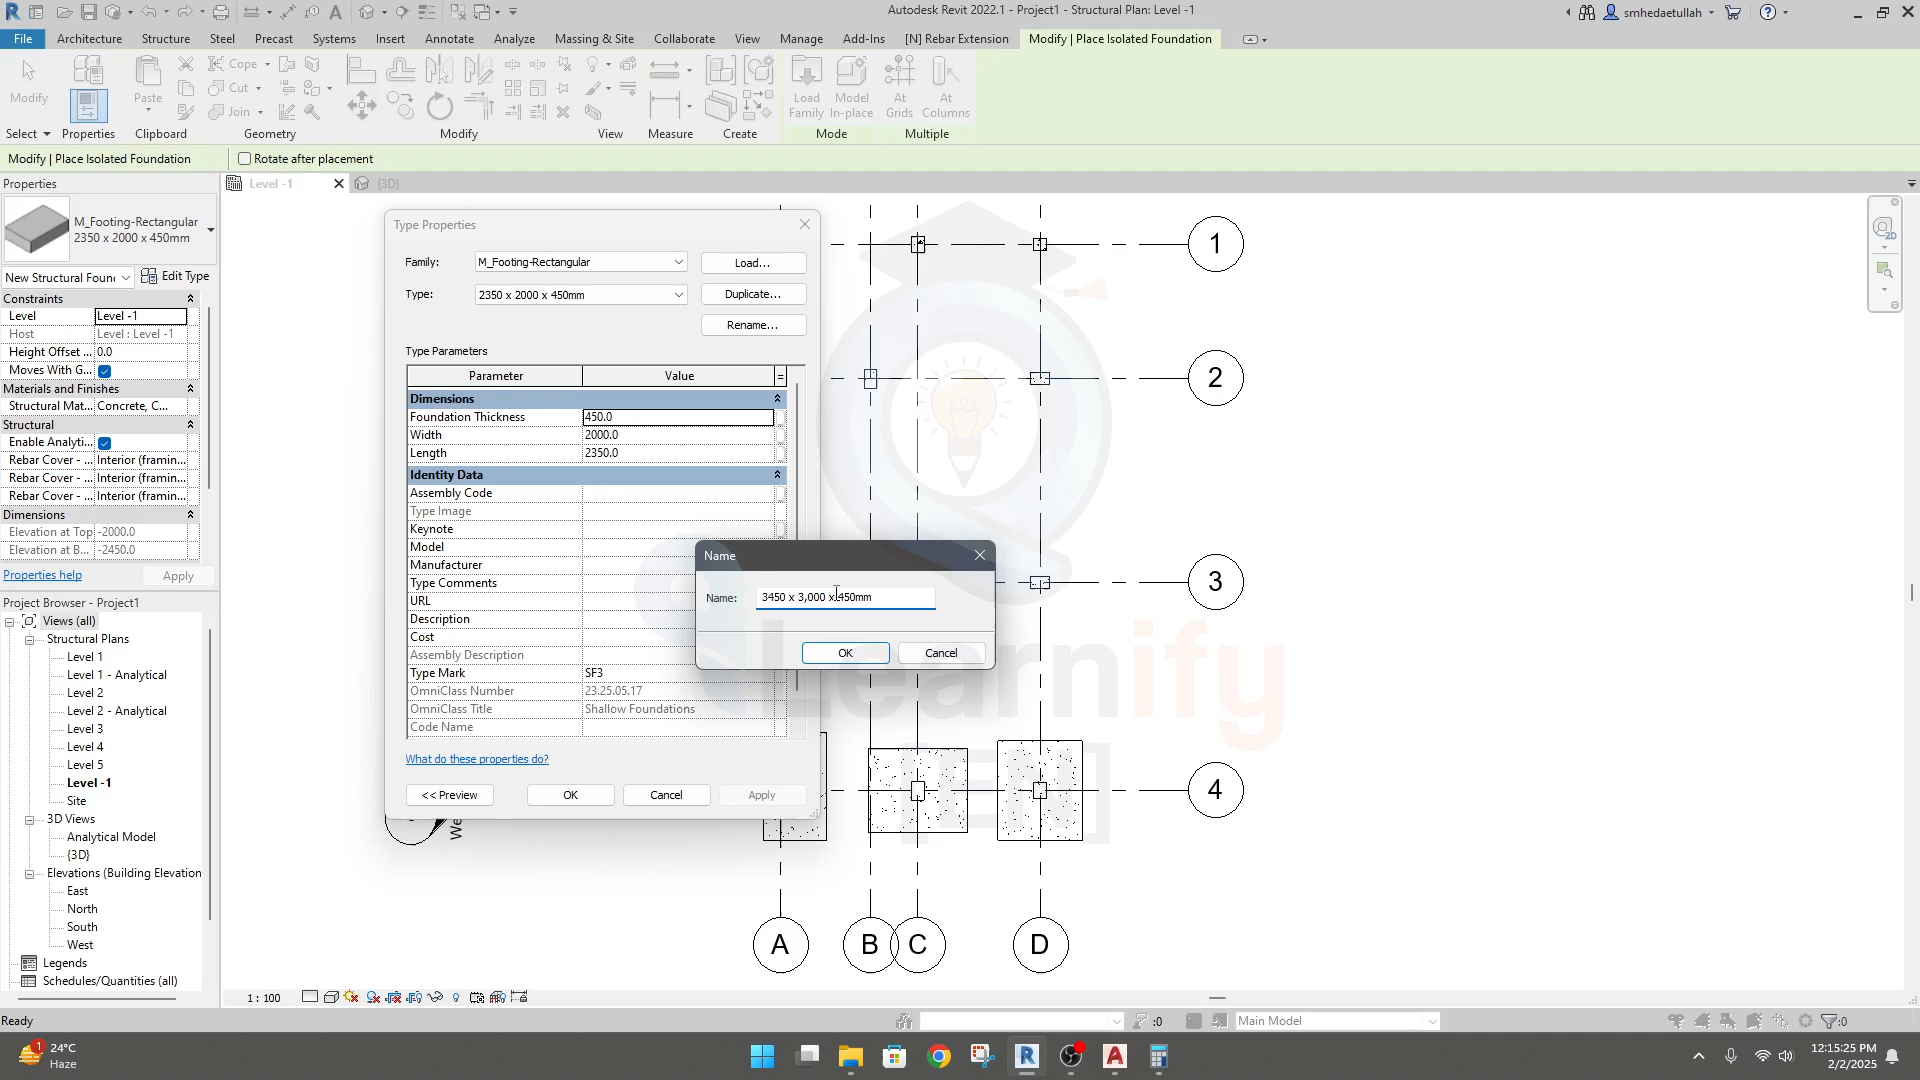 Autodesk Revit 2022.1 - Project1 - Structural Plan: Level -1
smhedaetullah
File Architecture Structure Steel Precast Systems Insert Annotate Analyze Massing & Site Collaborate View Manage Add-Ins [N] Rebar Extension Modify | Place Isolated Foundation
Modify
Paste
Cope
Cut
Join
Load Family
Model In-place
At Grids
At Columns
Select Properties Clipboard Geometry Modify View Measure Create Mode Multiple
Modify | Place Isolated Foundation
Rotate after placement
Properties
M_Footing-Rectangular
2350 x 2000 x 450mm
New Structural Foun
Edit Type
Constraints
Level Level -1
Host Level : Level -1
Height Offset ... 0.0
Moves With G...
Materials and Finishes
Structural Mat... Concrete, C...
Structural
Enable Analyti...
Rebar Cover - ... Interior (framin...
Rebar Cover - ... Interior (framin...
Rebar Cover - ... Interior (framin...
Dimensions
Elevation at Top -2000.0
Elevation at B... -2450.0
Properties help
Apply
Project Browser - Project1
Views (all)
Structural Plans
Level 1
Level 1 - Analytical
Level 2
Level 2 - Analytical
Level 3
Level 4
Level 5
Level -1
Site
3D Views
Analytical Model
{3D}
Elevations (Building Elevation
East
North
South
West
Legends
Schedules/Quantities (all)
Level -1
{3D}
Type Properties
Family: M_Footing-Rectangular Load...
Type: 2350 x 2000 x 450mm Duplicate...
Rename...
Type Parameters
Parameter Value =
Dimensions
Foundation Thickness 450.0
Width 2000.0
Length 2350.0
Identity Data
Assembly Code
Type Image
Keynote
Model
Manufacturer
Type Comments
URL
Description
Cost
Assembly Description
Type Mark SF3
OmniClass Number 23.25.05.17
OmniClass Title Shallow Foundations
Code Name
What do these properties do?
<< Preview OK Cancel Apply
Name
Name: 3450 x 3,000 x 450mm
OK Cancel
1
2
3
4
A B C D
We
Learnify
[EN]
2D
1 : 100
Ready
:0
Main Model
:0
1
24°C
Haze
12:15:25 PM
2/2/2025